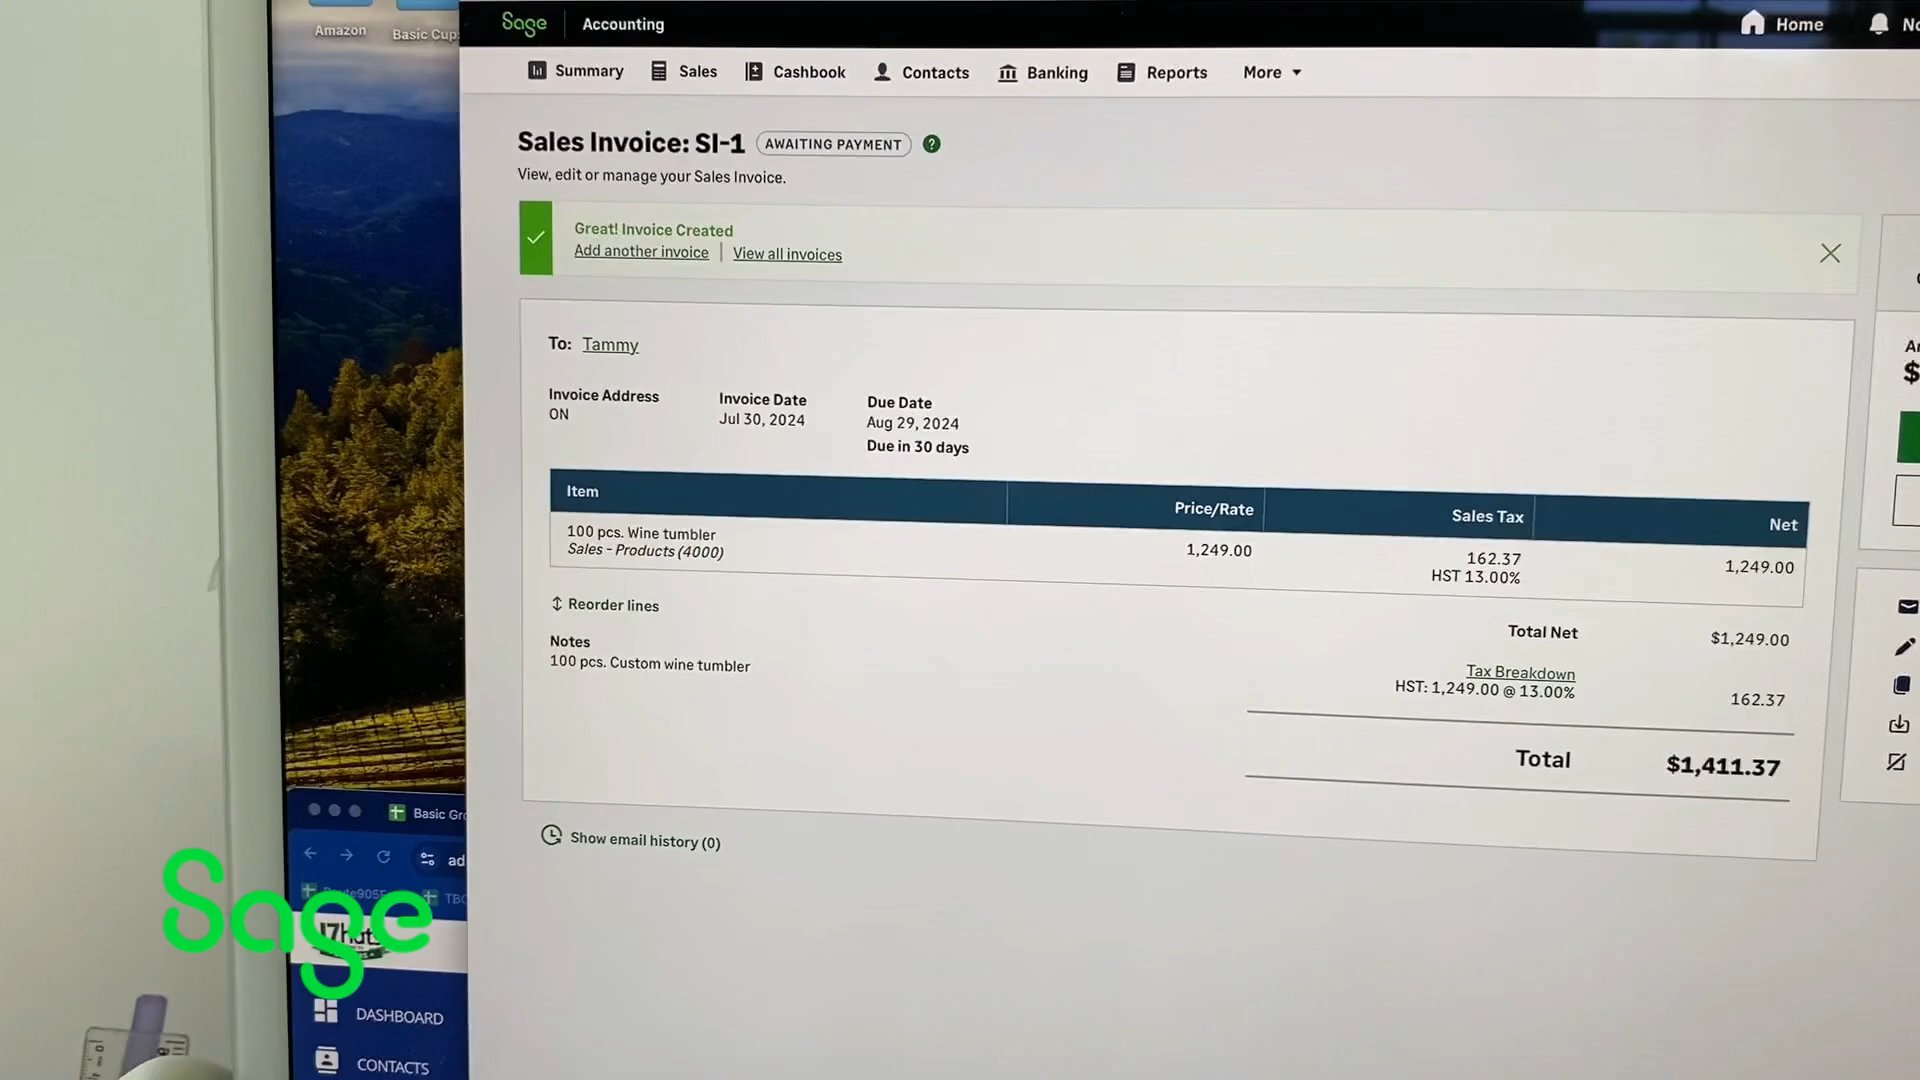 Amazon
Basic Cup
Sage
Accounting
Home
Summary
Sales
Cashbook
Contacts
Banking
Reports
More
Sales Invoice: SI-1
AWAITING PAYMENT
?
View, edit or manage your Sales Invoice.
Great! Invoice Created
Add another invoice | View all invoices
To: Tammy
Invoice Address
ON
Invoice Date
Jul 30, 2024
Due Date
Aug 29, 2024
Due in 30 days
Item
Price/Rate
Sales Tax
Net
100 pcs. Wine tumbler
Sales - Products (4000)
1,249.00
162.37
HST 13.00%
1,249.00
Reorder lines
Notes
100 pcs. Custom wine tumbler
Total Net
$1,249.00
Tax Breakdown
HST: 1,249.00 @ 13.00%
162.37
Total
$1,411.37
Show email history (0)
$
Basic Gr
ad
TBC
Sage
DASHBOARD
CONTACTS